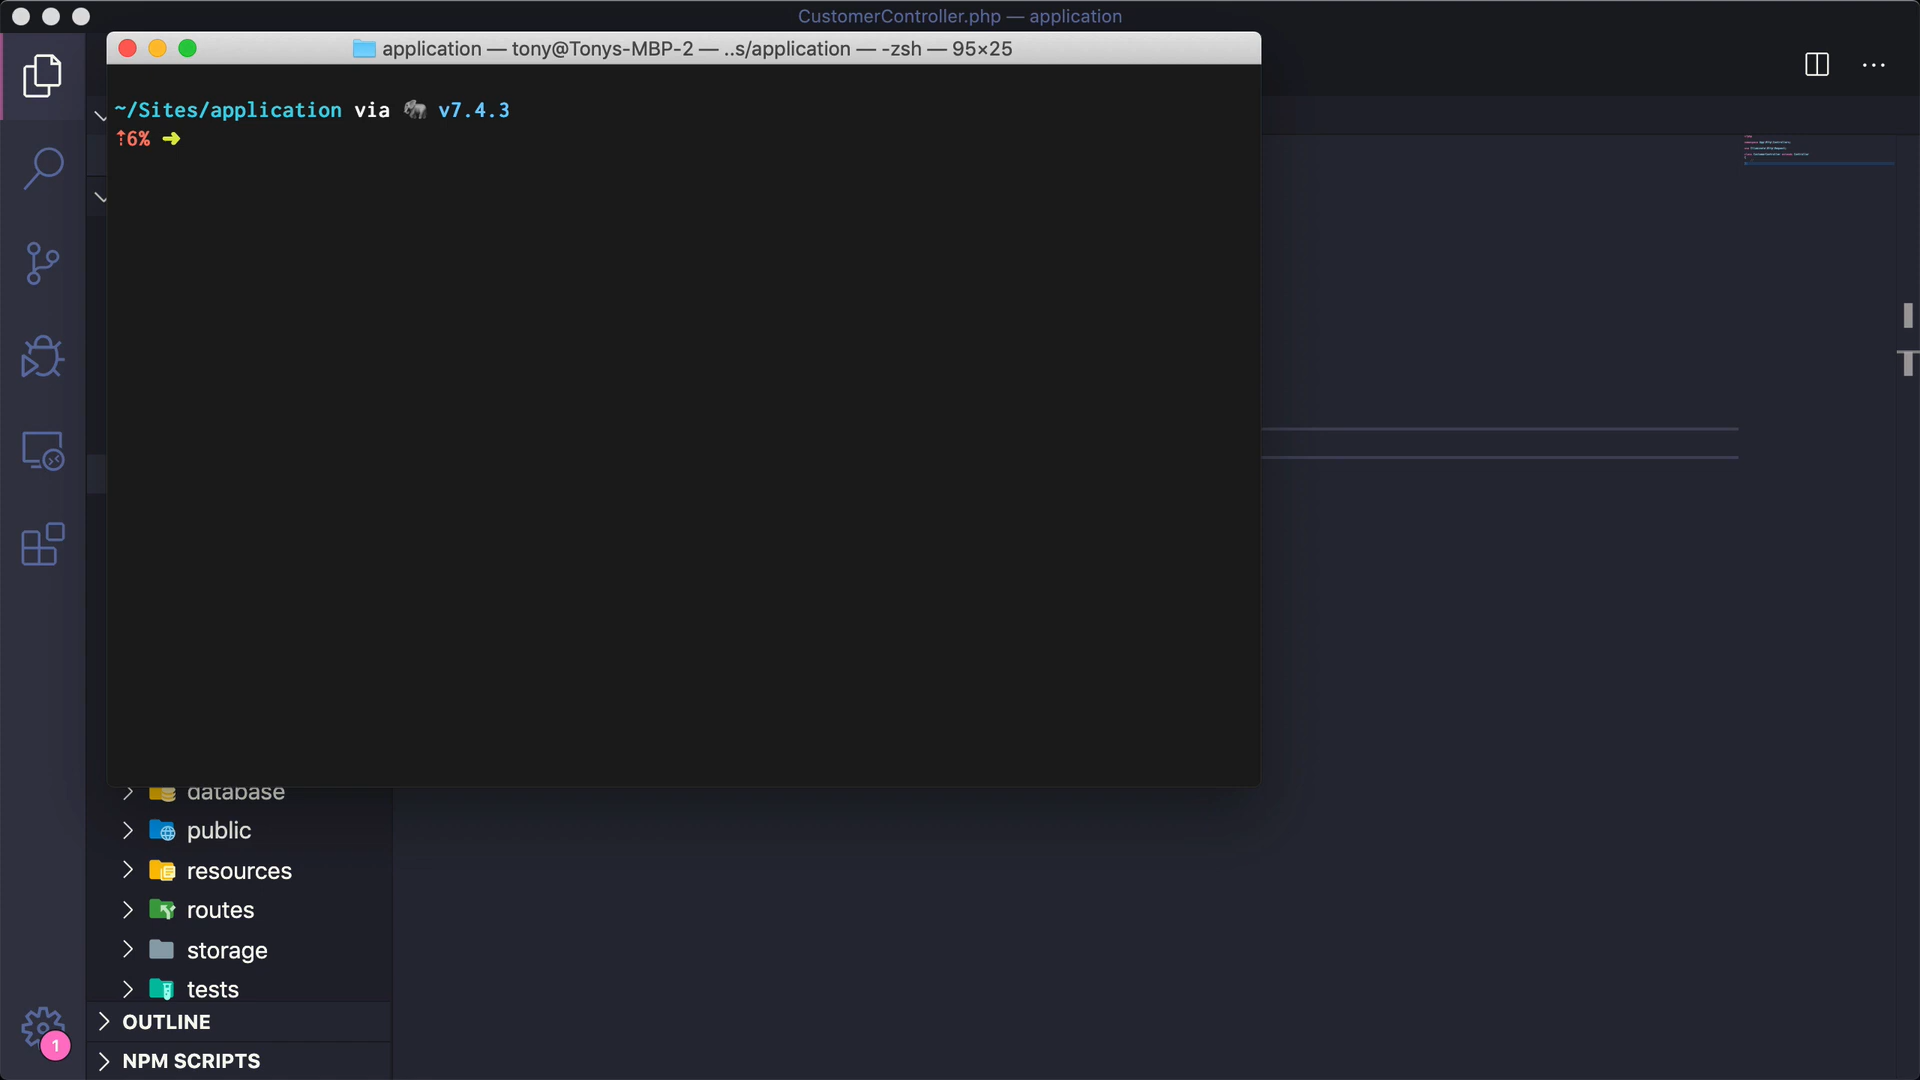 CustomerController.php — application
application — tony@Tonys-MBP-2 — ..s/application — -zsh — 95×25
~/Sites/application via 🐘 v7.4.3
⇡6% ➜
database
public
resources
routes
storage
tests
OUTLINE
1
NPM SCRIPTS